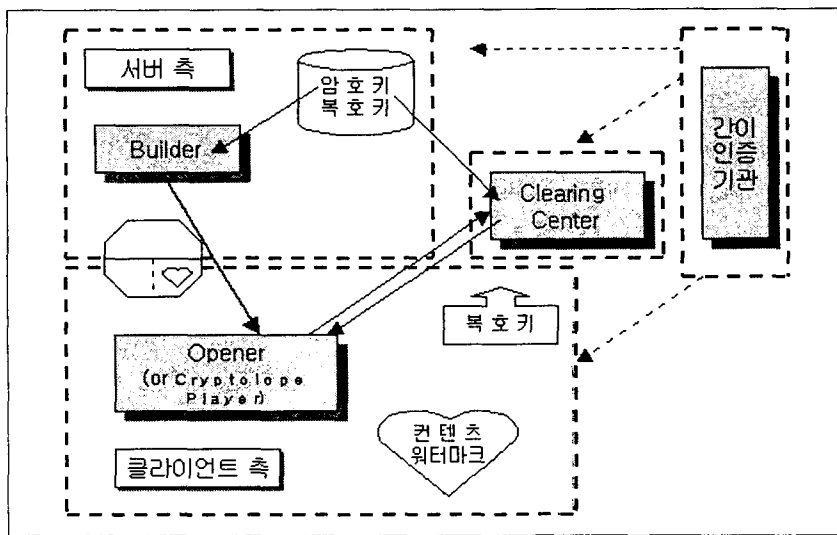 서버 측
암 호 키
복 호 키
Builder
간이
인증
기관
Clearing
Center
복 호 키
Opener
(or Cryptolope
Player)
컨 텐 츠
워터마크
클라이언트 측